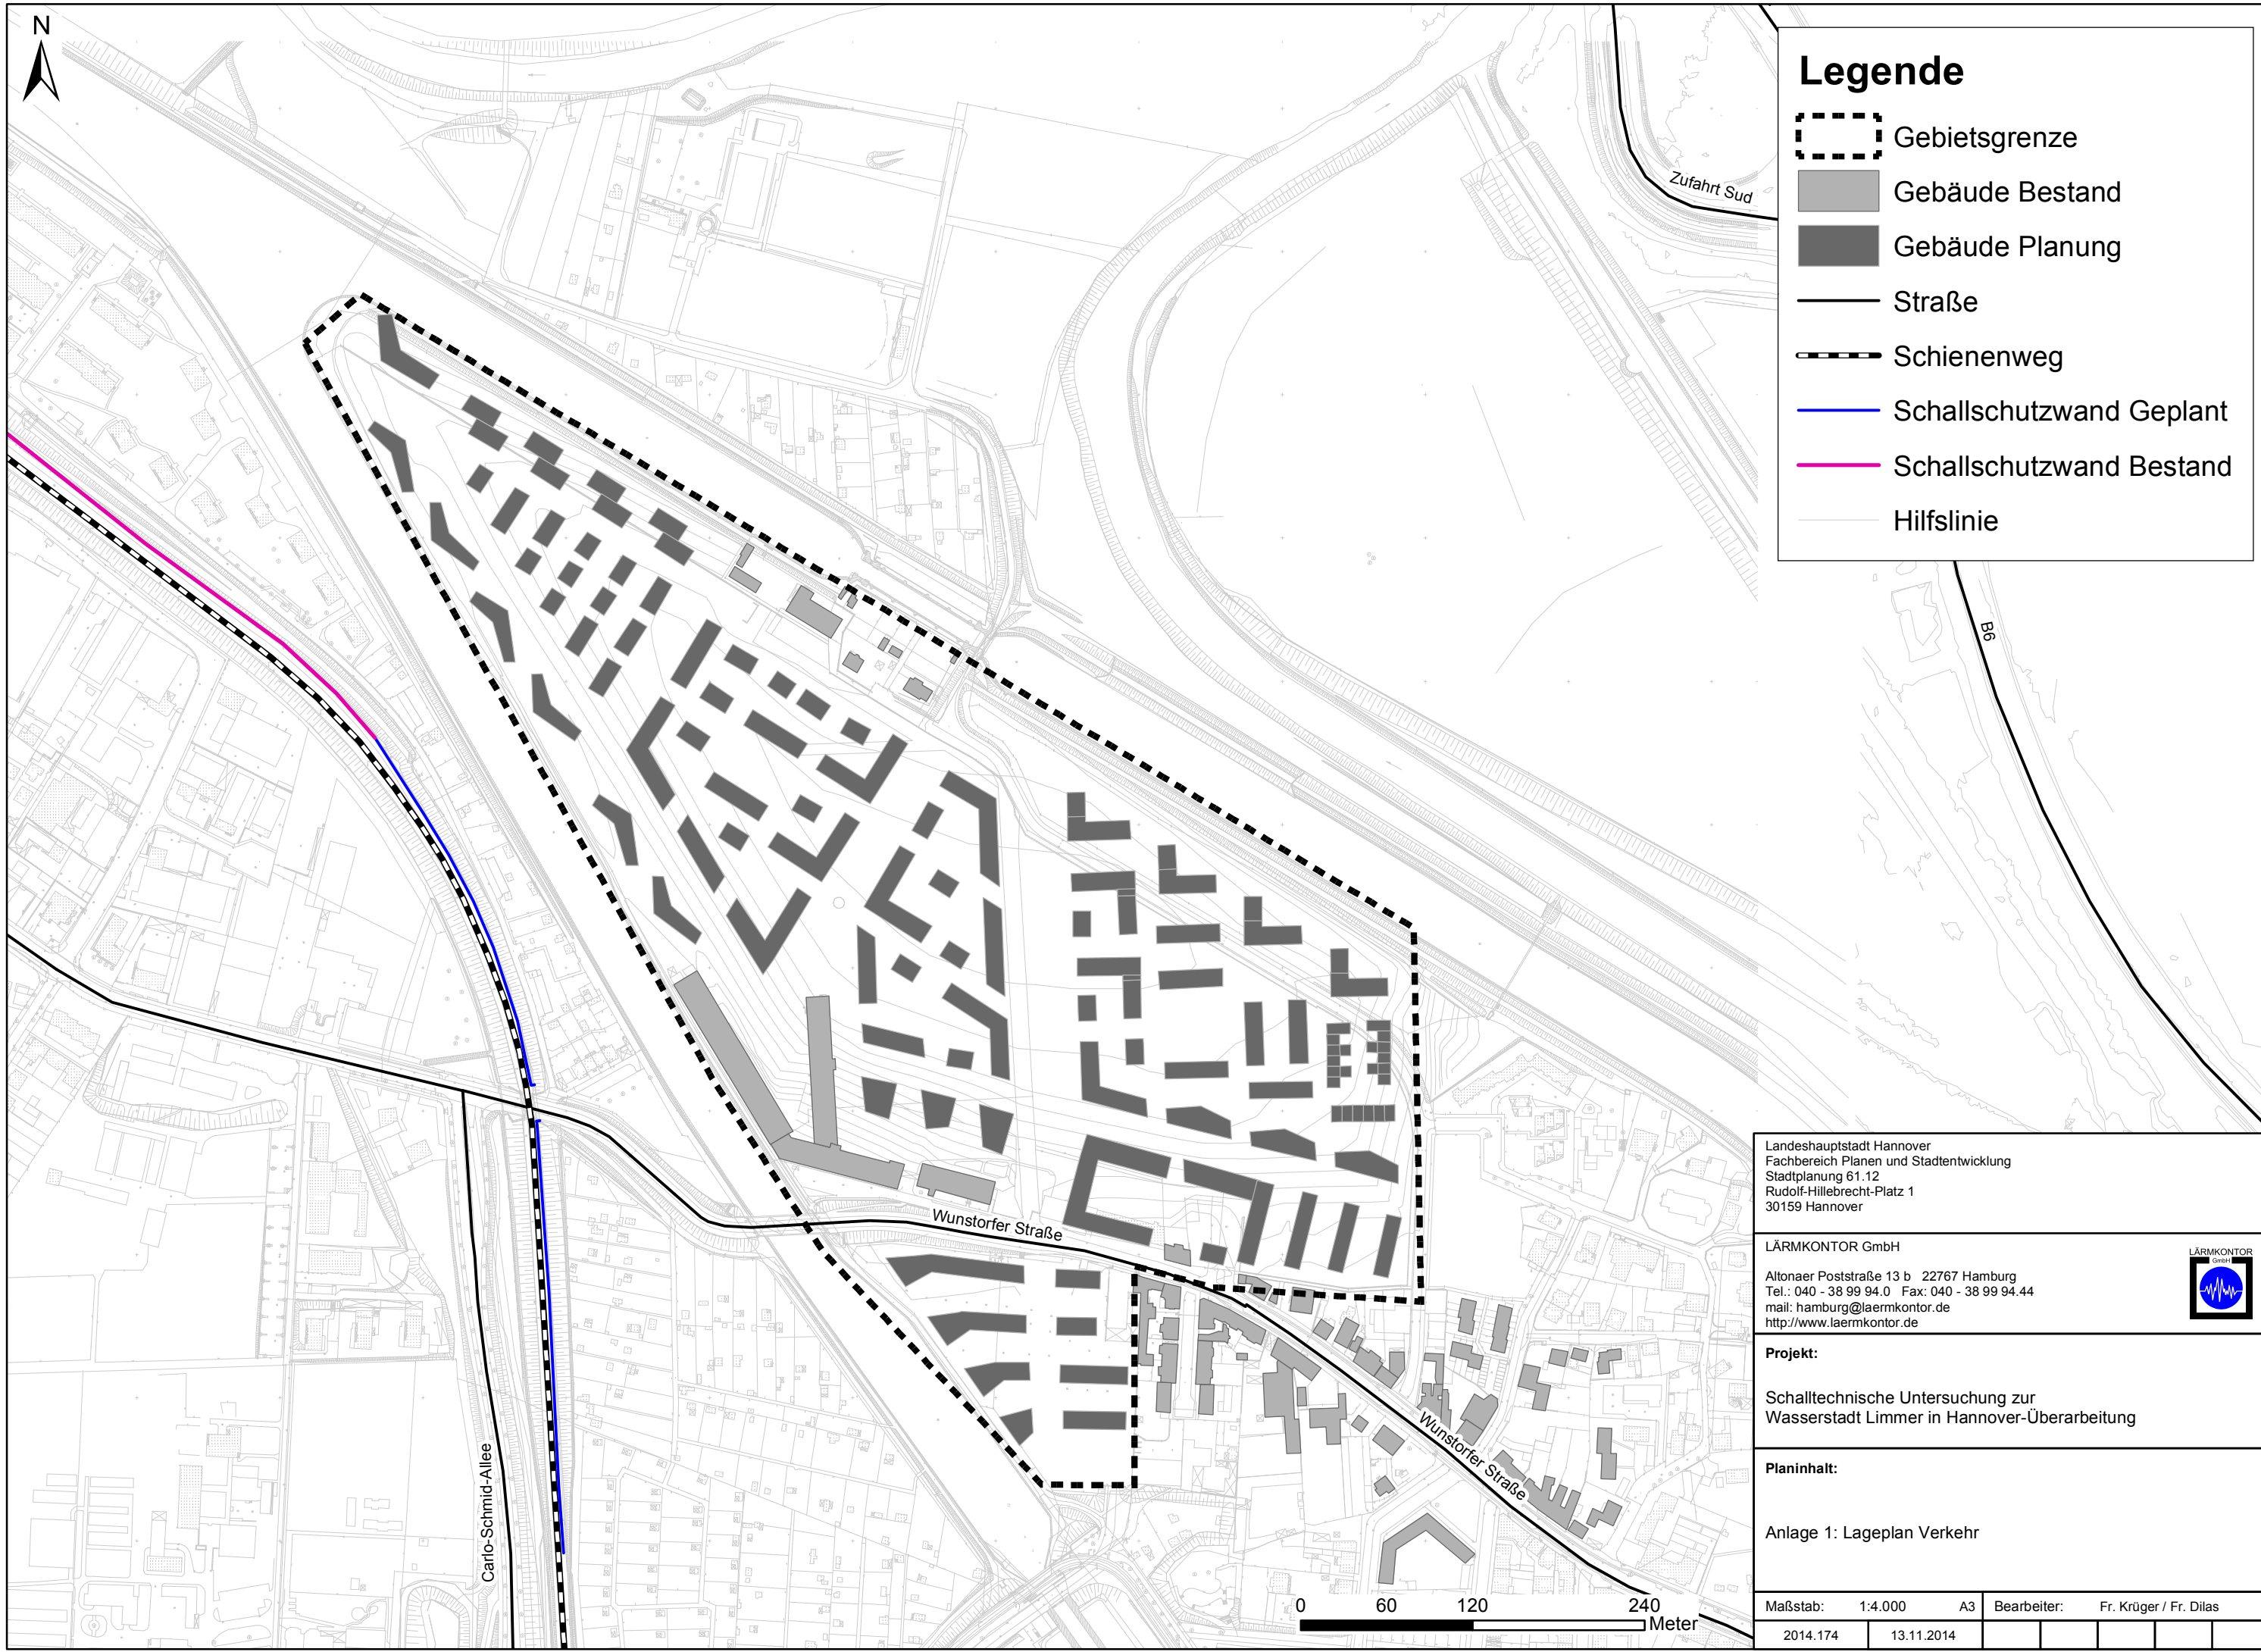 N
Zufahrt Sud
B6
Wunstorfer Straße
Wunstorfer Straße
Carlo-Schmid-Allee
Legende
Gebietsgrenze
Gebäude Bestand
Gebäude Planung
Straße
Schienenweg
Schallschutzwand Geplant
Schallschutzwand Bestand
Hilfslinie
0 60 120 240
Meter
Landeshauptstadt Hannover
Fachbereich Planen und Stadtentwicklung
Stadtplanung 61.12
Rudolf-Hillebrecht-Platz 1
30159 Hannover
LÄRMKONTOR GmbH
Altonaer Poststraße 13 b 22767 Hamburg
Tel.: 040 - 38 99 94.0 Fax: 040 - 38 99 94.44
mail: hamburg@laermkontor.de
http://www.laermkontor.de
LÄRMKONTOR
GmbH
Projekt:
Schalltechnische Untersuchung zur
Wasserstadt Limmer in Hannover-Überarbeitung
Planinhalt:
Anlage 1: Lageplan Verkehr
Maßstab: 1:4.000 A3 Bearbeiter: Fr. Krüger / Fr. Dilas
2014.174 13.11.2014